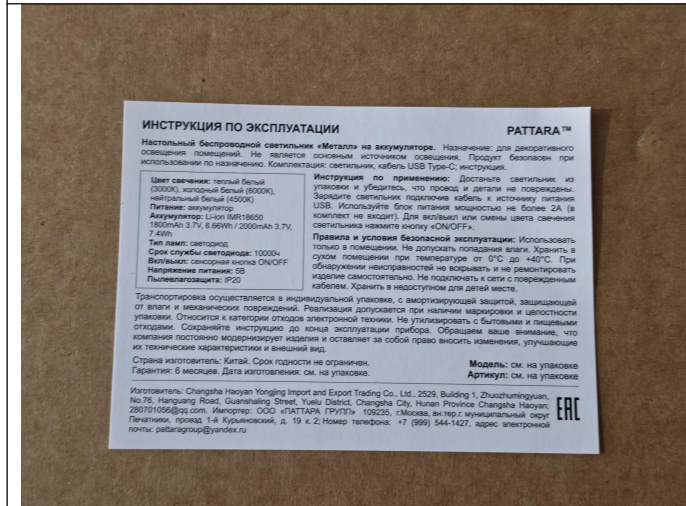 ИНСТРУКЦИЯ ПО ЭКСПЛУАТАЦИИ PATTARA™
Настольный беспроводной светильник «Металл» на аккумуляторе. Назначение: для декоративного
освещения помещений. Не является основным источником освещения. Продукт безопасен при
использовании по назначению. Комплектация: светильник, кабель USB Type-C; инструкция.
Цвет свечения: теплый белый
(3000K), холодный белый (6000K),
нейтральный белый (4500K)
Питание: аккумулятор
Аккумулятор: Li-ion IMR18650
1800mAh 3.7V, 6.66Wh / 2000mAh 3.7V,
7.4Wh
Тип ламп: светодиод
Срок службы светодиода: 10000ч
Вкл/выкл: сенсорная кнопка ON/OFF
Напряжение питания: 5В
Пылевлагозащита: IP20
Инструкция по применению: Достаньте светильник из
упаковки и убедитесь, что провод и детали не повреждены.
Зарядите светильник подключив кабель к источнику питания
USB. Используйте блок питания мощностью не более 2А (в
комплект не входит). Для вкл/выкл или смены цвета свечения
светильника нажмите кнопку «ON/OFF».
Правила и условия безопасной эксплуатации: Использовать
только в помещении. Не допускать попадания влаги. Хранить в
сухом помещении при температуре от 0°C до +40°C. При
обнаружении неисправностей не вскрывать и не ремонтировать
изделие самостоятельно. Не подключать к сети с поврежденным
кабелем. Хранить в недоступном для детей месте.
Транспортировка осуществляется в индивидуальной упаковке, с амортизирующей защитой, защищающей
от влаги и механических повреждений. Реализация допускается при наличии маркировки и целостности
упаковки. Относится к категории отходов электронной техники. Не утилизировать с бытовыми и пищевыми
отходами. Сохраняйте инструкцию до конца эксплуатации прибора. Обращаем ваше внимание, что
компания постоянно модернизирует изделия и оставляет за собой право вносить изменения, улучшающие
их технические характеристики и внешний вид.
Страна изготовитель: Китай. Срок годности не ограничен.
Гарантия: 6 месяцев. Дата изготовления: см. на упаковке.
Модель: см. на упаковке
Артикул: см. на упаковке
Изготовитель: Changsha Haoyan Yongjing Import and Export Trading Co., Ltd., 2529, Building 1, Zhuozhumingyuan,
No.76, Hanguang Road, Guanshaling Street, Yuelu District, Changsha City, Hunan Province Changsha Haoyan;
280701056@qq.com. Импортер: ООО «ПАТТАРА ГРУПП» 109235, г.Москва, вн.тер.г. муниципальный округ
Печатники, проезд 1-й Курьяновский, д. 19 к. 2; Номер телефона: +7 (999) 544-1427, адрес электронной
почты: pattaragroup@yandex.ru
EAC